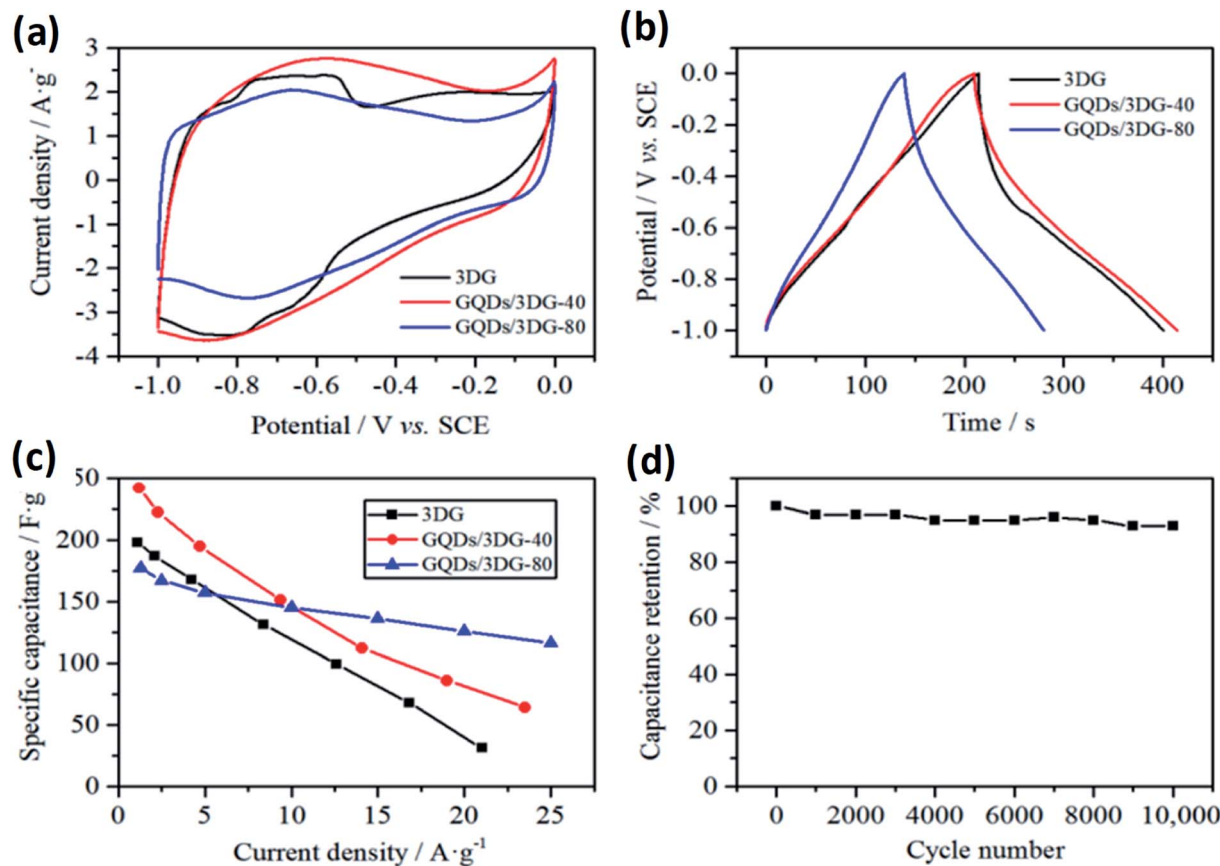 (a)
3
2
1
0
-1
-2
-3
-4
Current density / A·g-
3DG
GQDs/3DG-40
GQDs/3DG-80
-1.0 -0.8 -0.6 -0.4 -0.2 0.0
Potential / V vs. SCE
(b)
0.0
-0.2
-0.4
-0.6
-0.8
-1.0
Potential / V vs. SCE
3DG
GQDs/3DG-40
GQDs/3DG-80
0 100 200 300 400
Time / s
(c)
50
200
150
100
50
0
Specific capacitance / F·g
3DG
GQDs/3DG-40
GQDs/3DG-80
0 5 10 15 20 25
Current density / A·g⁻¹
(d)
100
80
60
40
20
0
Capacitance retention / %
0 2000 4000 6000 8000 10,000
Cycle number